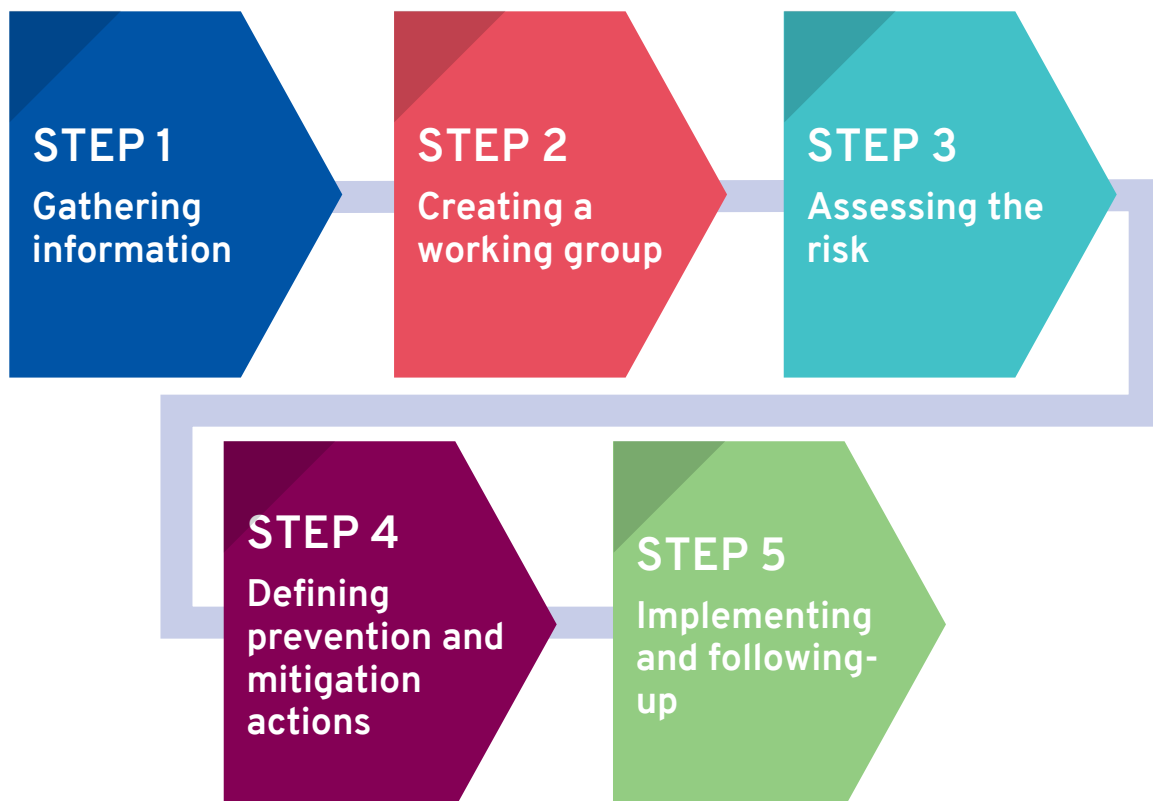 STEP 1
Gathering
information
STEP 2
Creating a
working group
STEP 3
Assessing the
risk
STEP 4
Defining
prevention and
mitigation
actions
STEP 5
Implementing
and following-
up